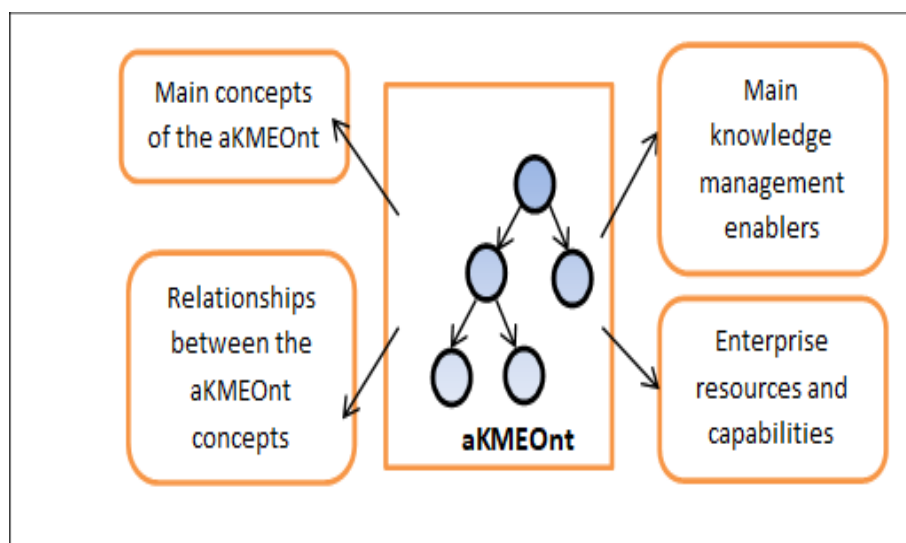 Main concepts
of the aKMEOnt
Relationships
between the
aKMEOnt
concepts
aKMEOnt
Main
knowledge
management
enablers
Enterprise
resources and
capabilities